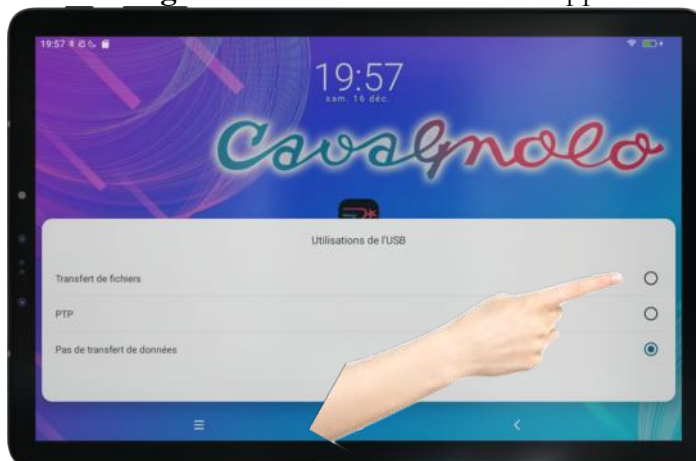 19:57
19:57
sam. 16 déc.
Cavagnolo
Utilisations de l'USB
Transfert de fichiers
PTP
Pas de transfert de données